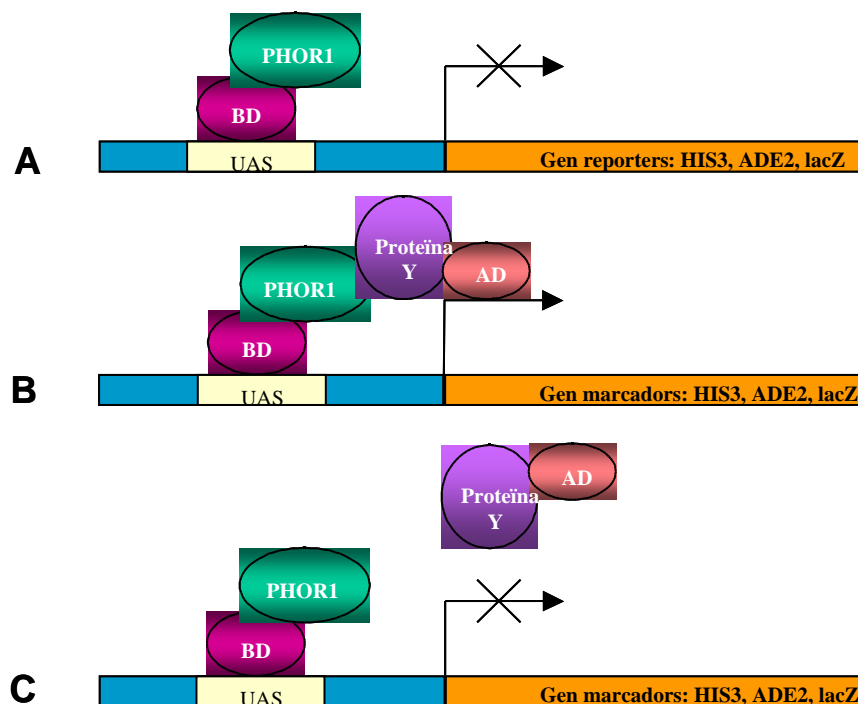 PHOR1
BD
UAS
A
Gen reporters: HIS3, ADE2, lacZ
Proteïna
Y
AD
PHOR1
BD
UAS
B
Gen marcadors: HIS3, ADE2, lacZ
Proteïna
Y
AD
PHOR1
BD
UAS
C
Gen marcadors: HIS3, ADE2, lacZ